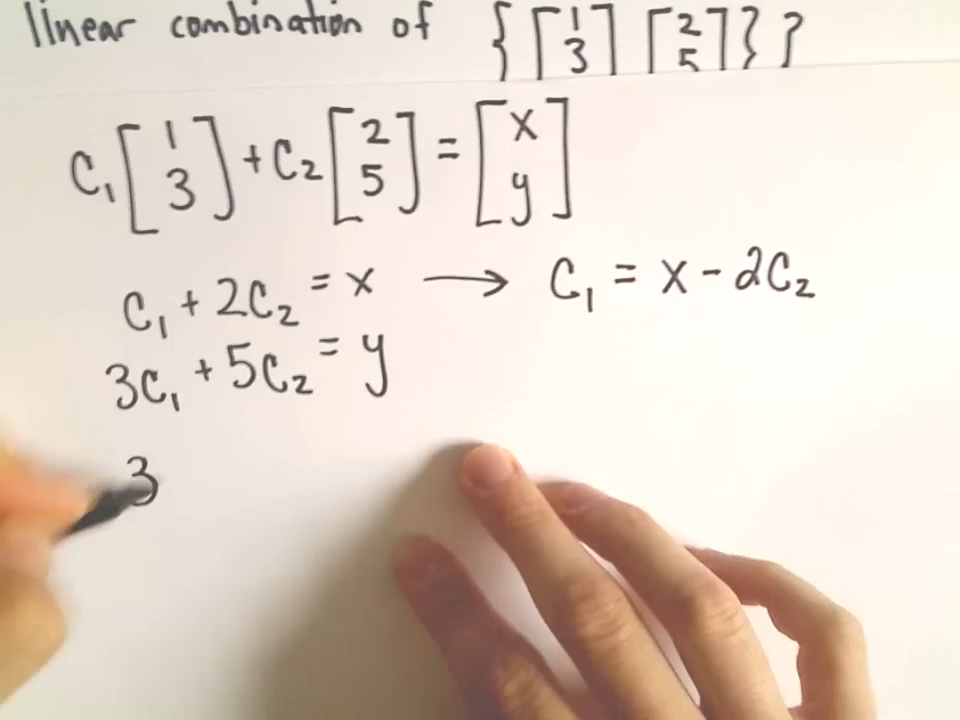 linear combination of { [1 3] [2 5] } ?
C₁ [1 3] + C₂ [2 5] = [x y]
C₁ + 2C₂ = x → C₁ = x - 2C₂
3C₁ + 5C₂ = y
3